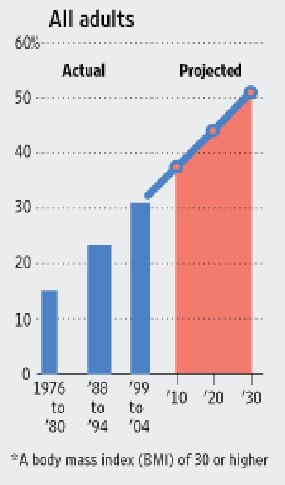 All adults
60%
Actual Projected
50
40
30
20
10
0
1976 to '80 '88 to '94 '99 to '04 '10 '20 '30
*A body mass index (BMI) of 30 or higher